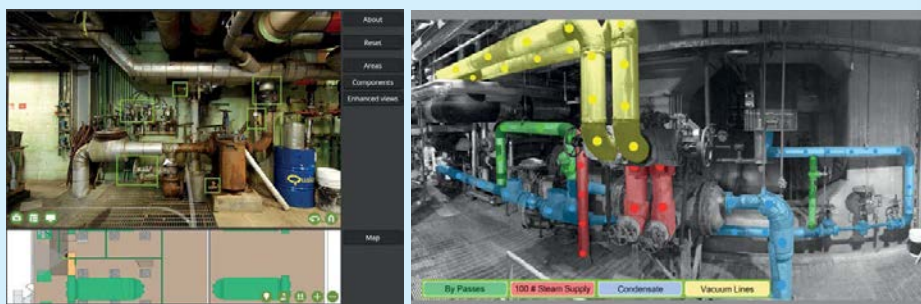 About
Reset
Areas
Components
Enhanced views
Map
By Passes
100 # Steam Supply
Condensate
Vacuum Lines